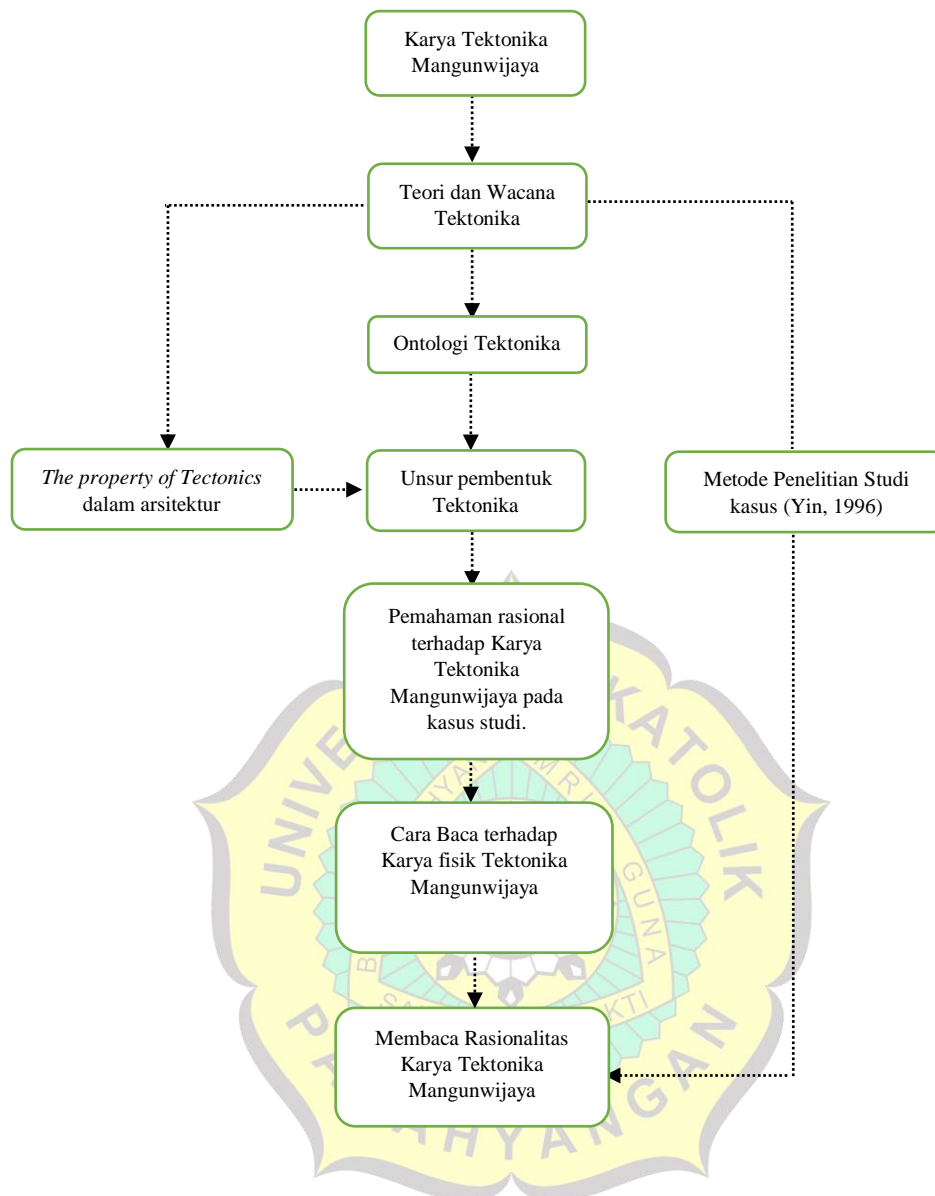 Karya Tektonika
Mangunwijaya
Teori dan Wacana
Tektonika
Ontologi Tektonika
The property of Tectonics
dalam arsitektur
Unsur pembentuk
Tektonika
Metode Penelitian Studi
kasus (Yin, 1996)
Pemahaman rasional
terhadap Karya
Tektonika
Mangunwijaya pada
kasus studi.
Cara Baca terhadap
Karya fisik Tektonika
Mangunwijaya
Membaca Rasionalitas
Karya Tektonika
Mangunwijaya
KATOLIK
GUNA